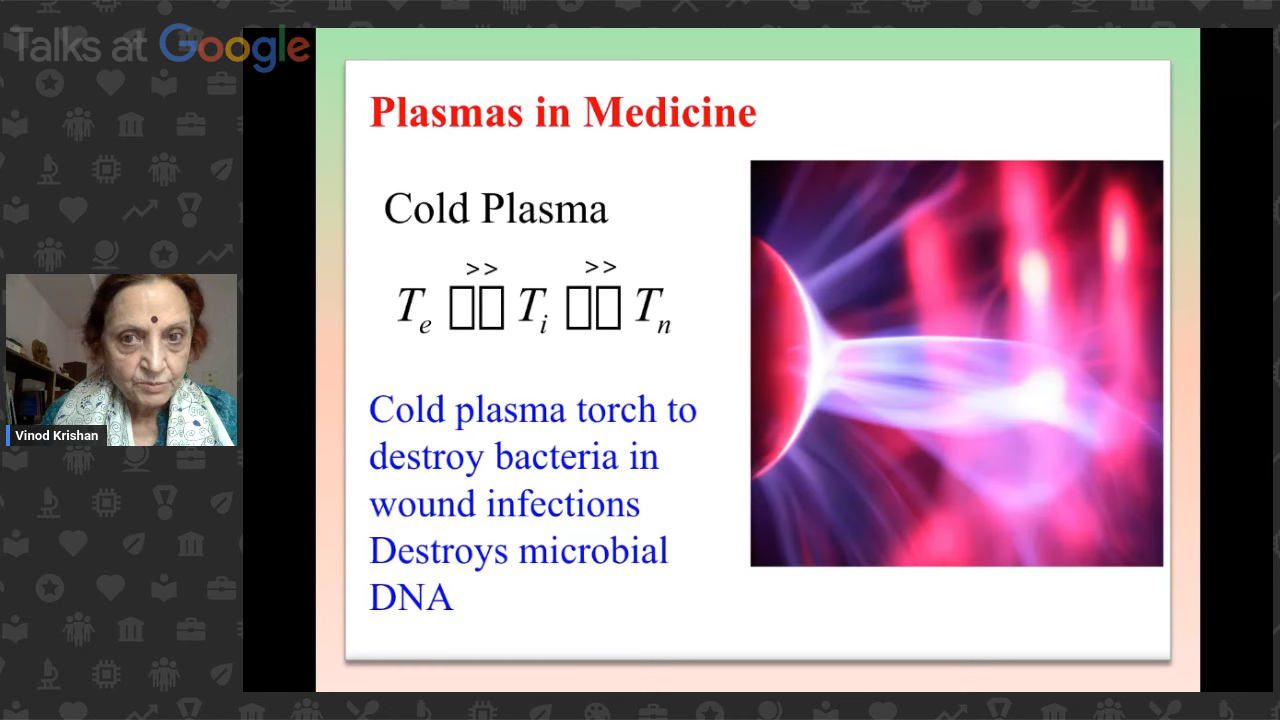 Talks at Google
Plasmas in Medicine
Cold Plasma
>> >>
Te □□ Ti □□ Tn
Cold plasma torch to
destroy bacteria in
wound infections
Destroys microbial
DNA
Vinod Krishan